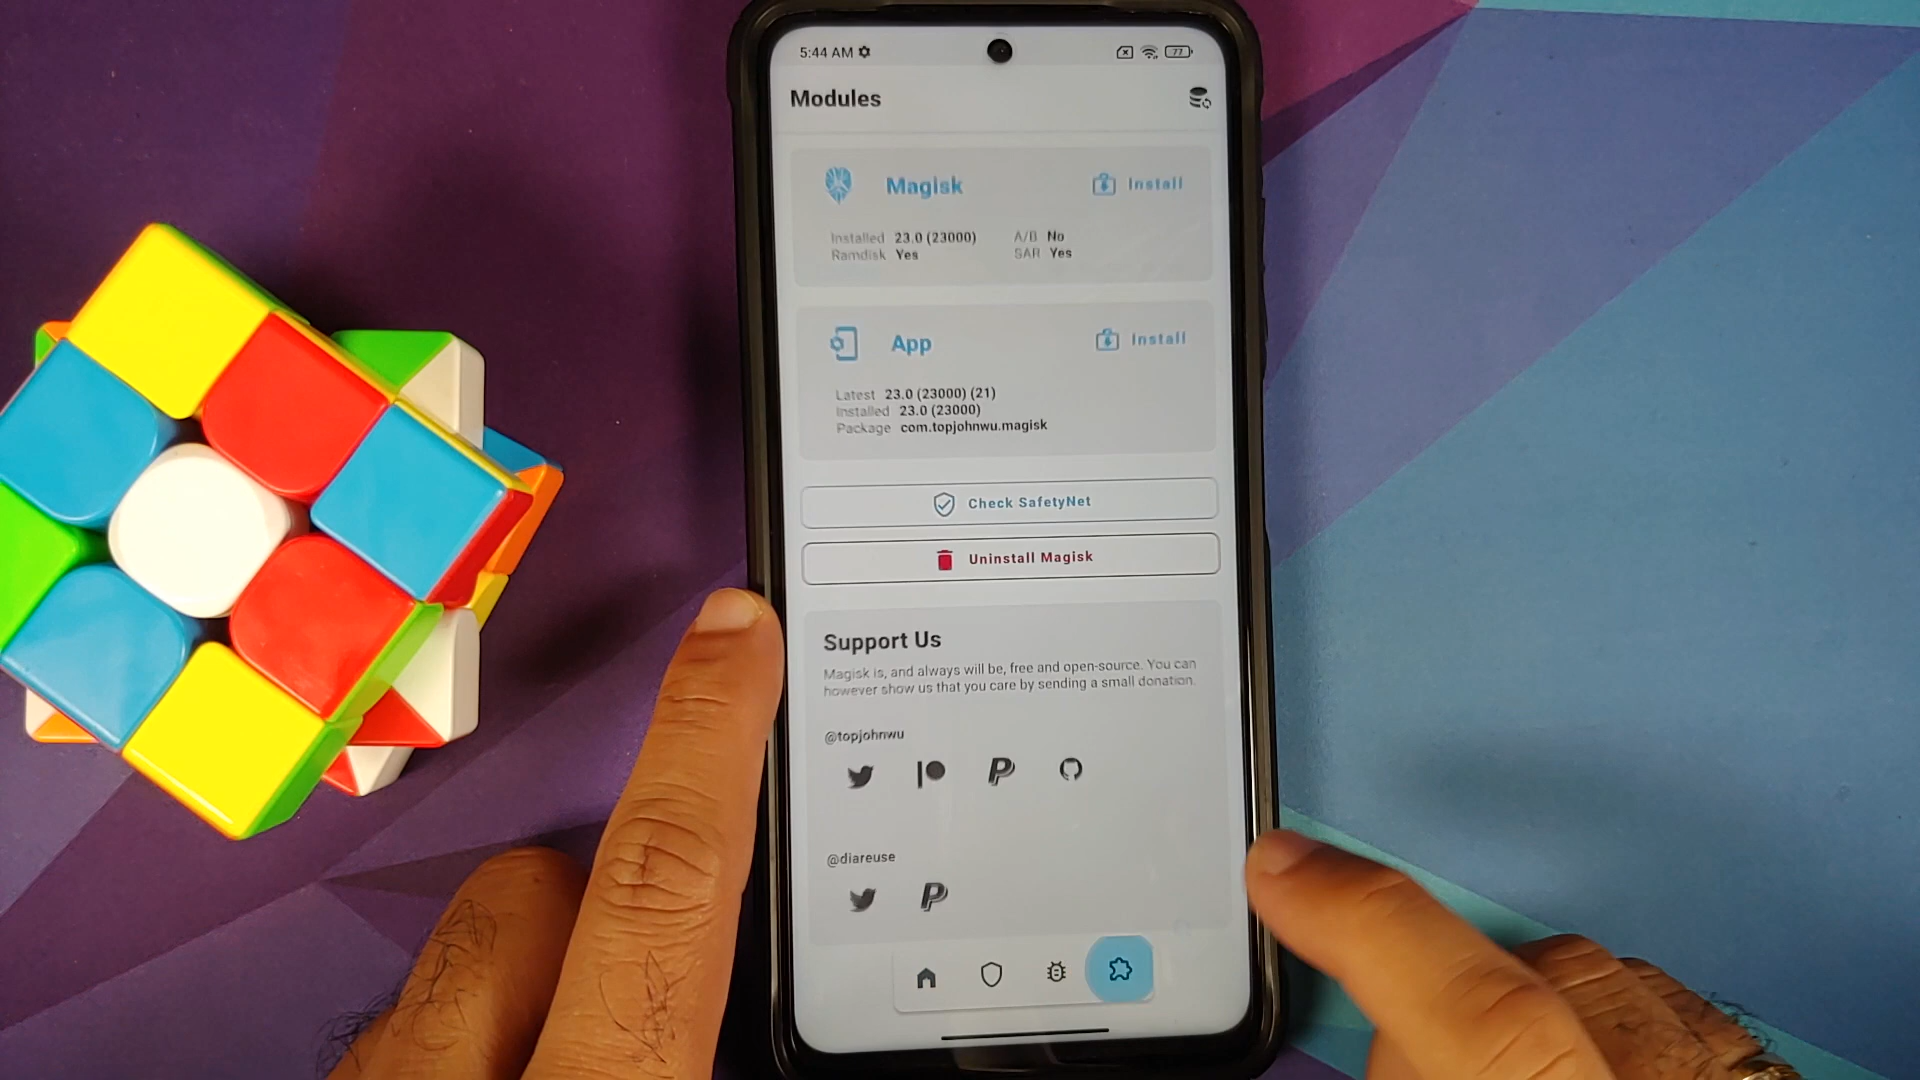 5:44 AM
77
Modules
Magisk
Install
Installed 23.0 (23000)
A/B No
Ramdisk Yes
SAR Yes
App
Install
Latest 23.0 (23000) (21)
Installed 23.0 (23000)
Package com.topjohnwu.magisk
Check SafetyNet
Uninstall Magisk
Support Us
Magisk is, and always will be, free and open-source. You can
however show us that you care by sending a small donation.
@topjohnwu
@diareuse